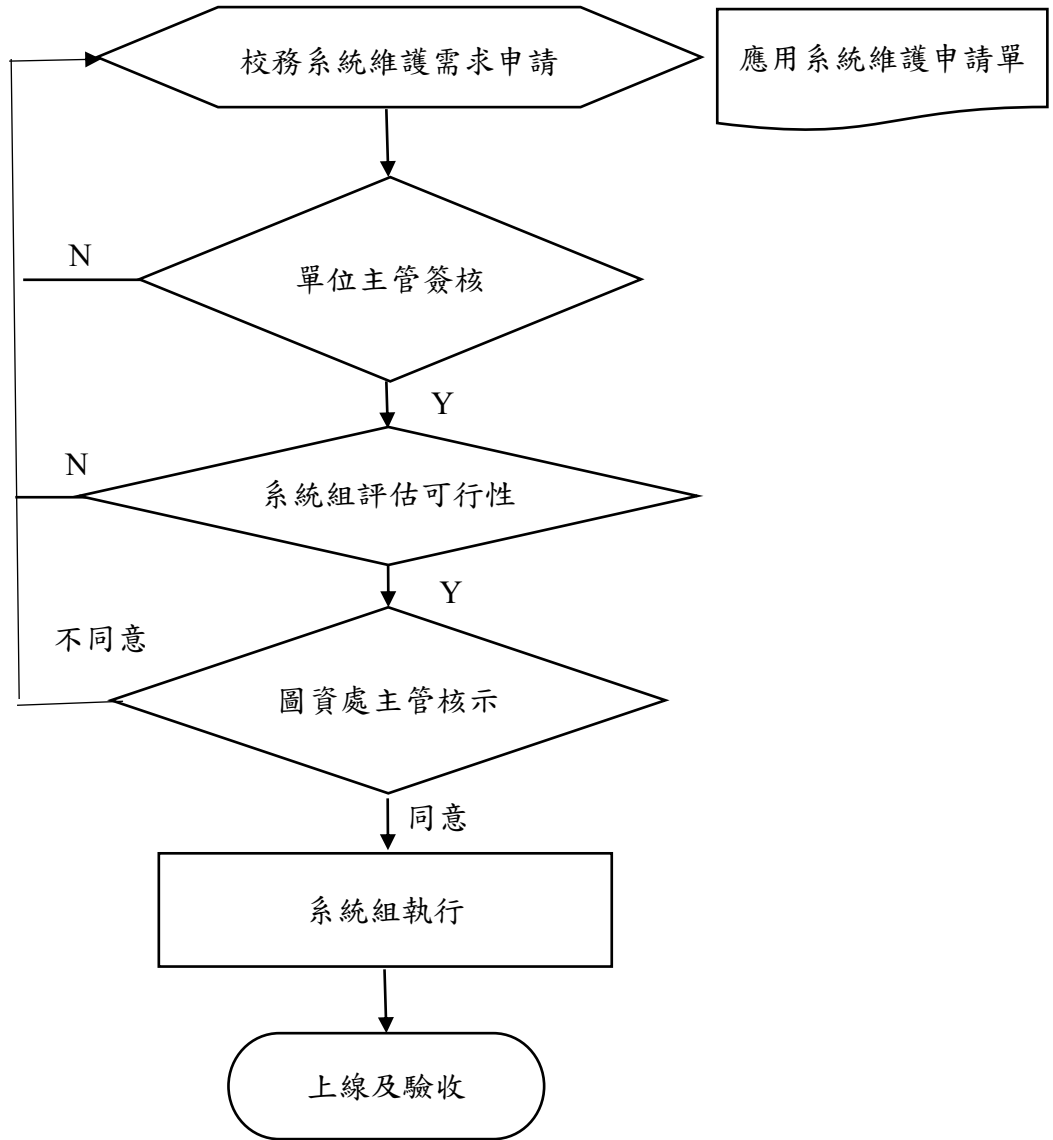 校務系統維護需求申請
應用系統維護申請單
N
單位主管簽核
Y
N
系統組評估可行性
Y
不同意
圖資處主管核示
同意
系統組執行
上線及驗收